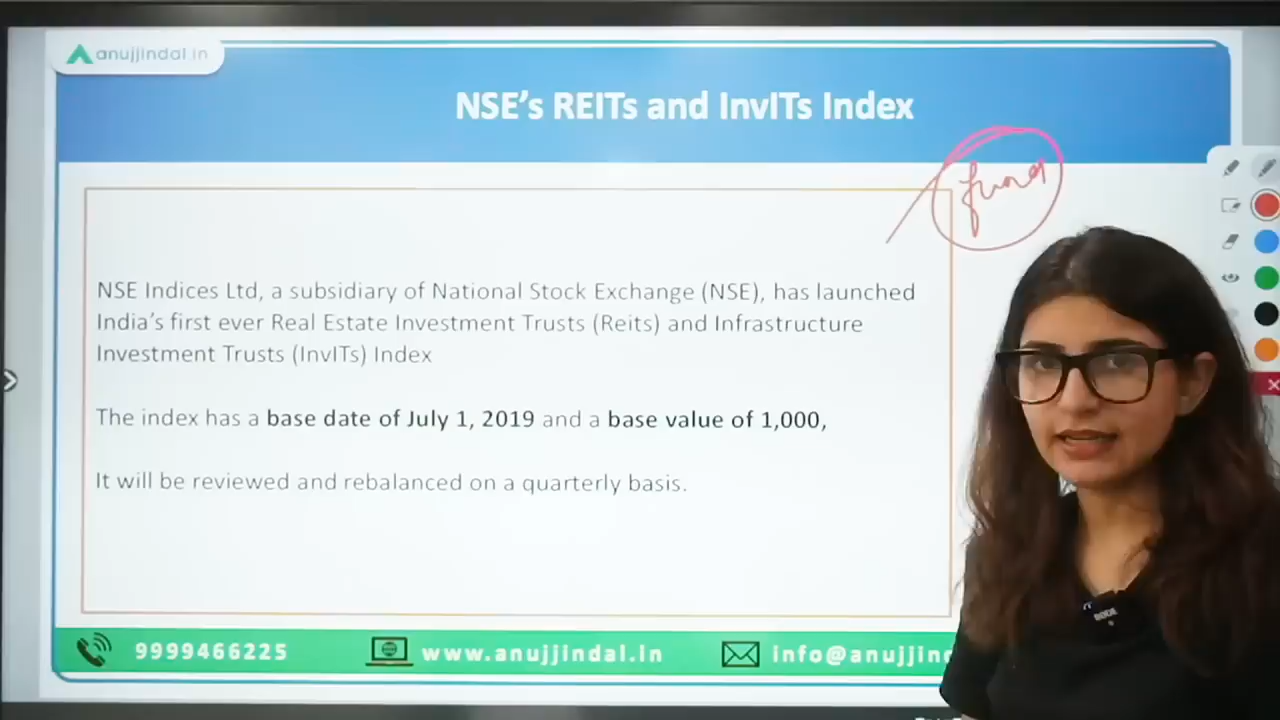 anujjindal.in
NSE's REITs and InvITs Index
fund
NSE Indices Ltd, a subsidiary of National Stock Exchange (NSE), has launched
India's first ever Real Estate Investment Trusts (Reits) and Infrastructure
Investment Trusts (InvITs) Index
The index has a base date of July 1, 2019 and a base value of 1,000,
It will be reviewed and rebalanced on a quarterly basis.
9999466225
www.anujjindal.in
info@anujjin
RODE